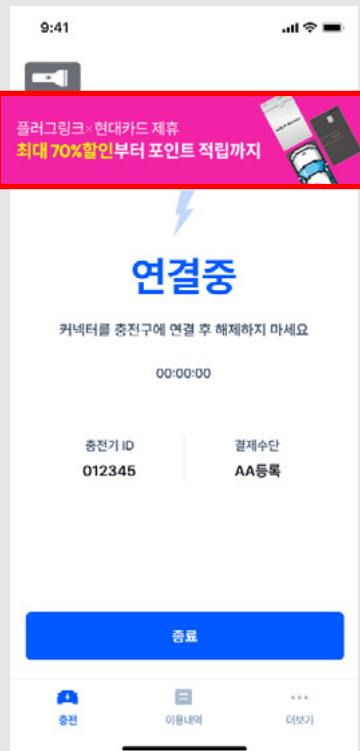 9:41
플러그링크×현대카드 제휴
최대 70%할인부터 포인트 적립까지
연결중
커넥터를 충전구에 연결 후 해제하지 마세요
00:00:00
충전기 ID
결제수단
012345
AA등록
종료
충전
이용내역
더보기